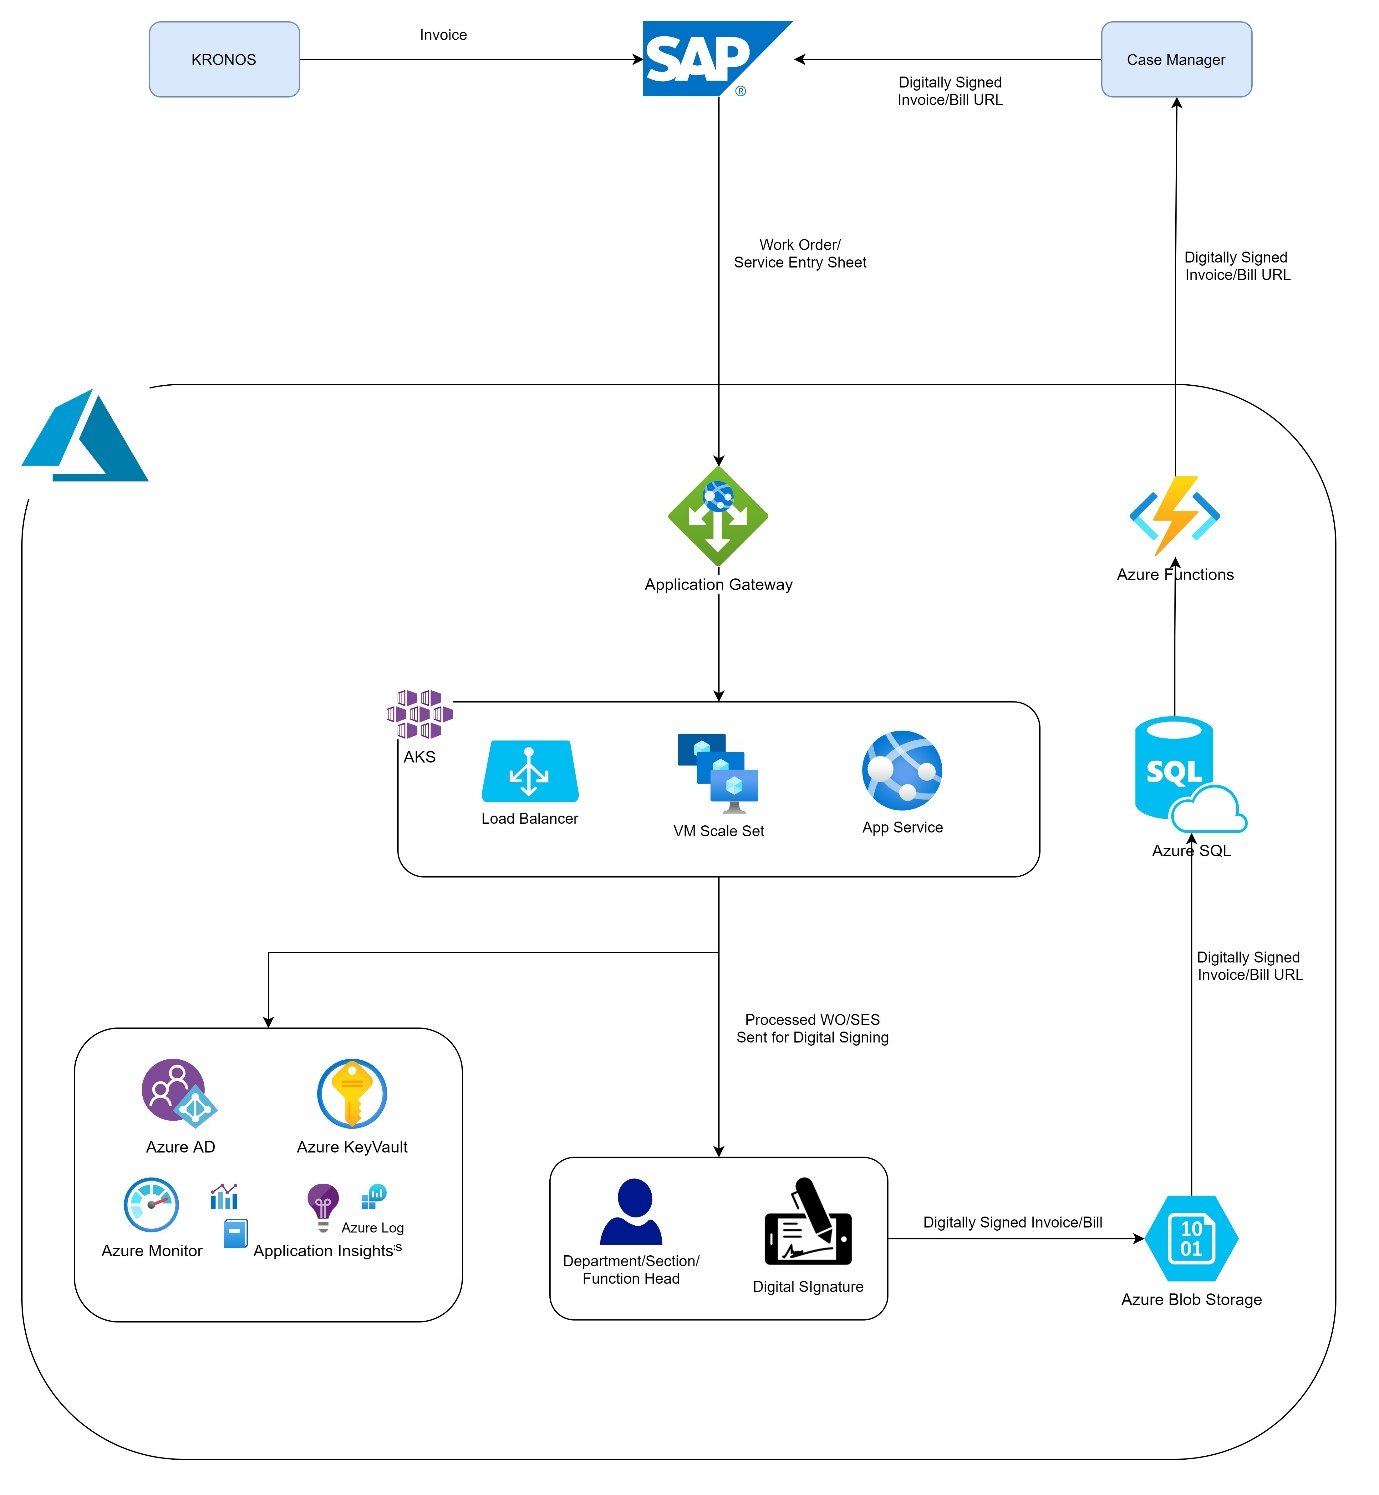 KRONOS
Invoice
SAP
®
Case Manager
Digitally Signed
Invoice/Bill URL
Work Order/
Service Entry Sheet
Digitally Signed
Invoice/Bill URL
Application Gateway
Azure Functions
AKS
Load Balancer
VM Scale Set
App Service
SQL
Azure SQL
Digitally Signed
Invoice/Bill URL
Processed WO/SES
Sent for Digital Signing
Azure AD
Azure KeyVault
Azure Monitor
Azure Log
Application Insights
Department/Section/
Function Head
Digital SIgnature
Digitally Signed Invoice/Bill
10
01
Azure Blob Storage